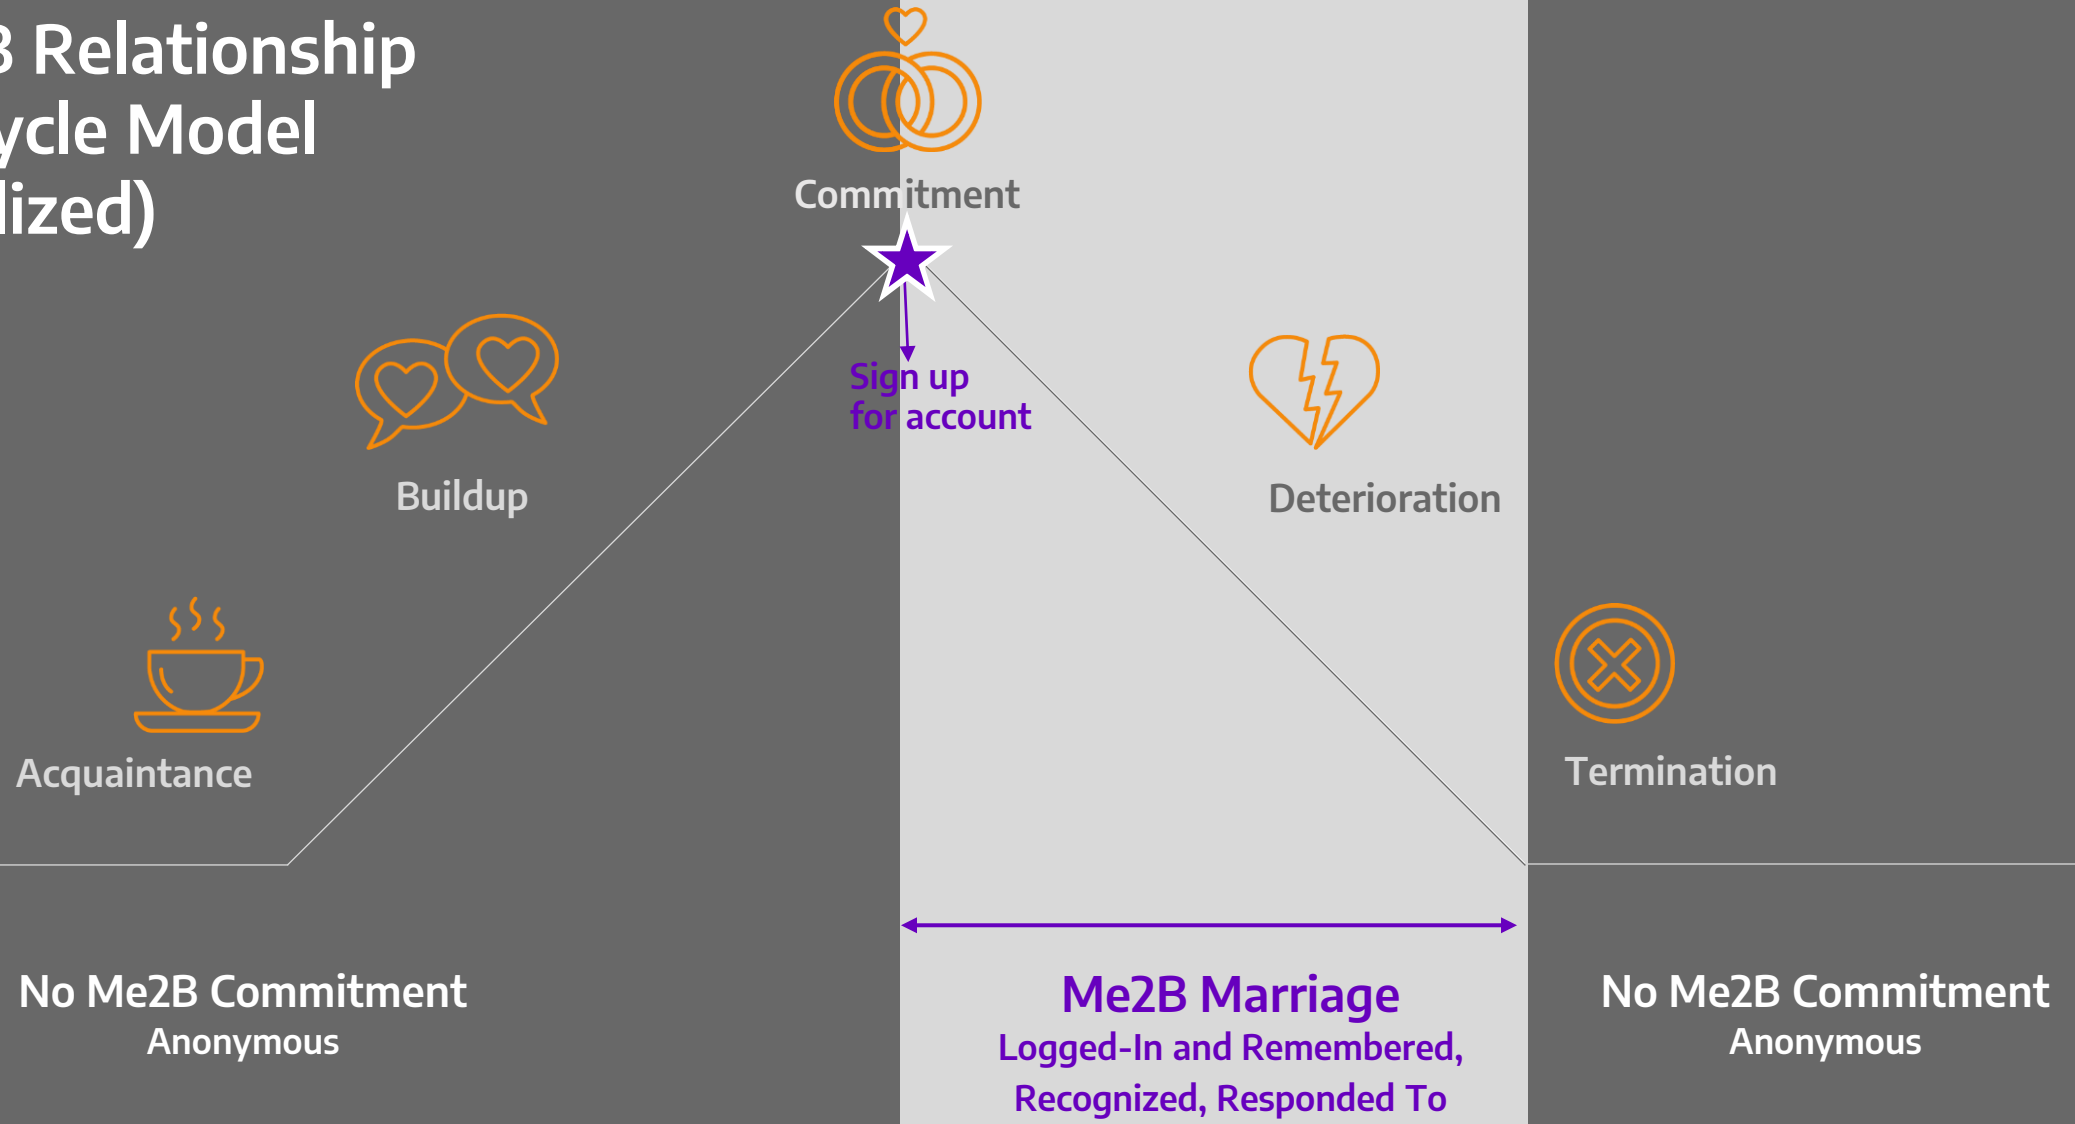 B Relationship
ycle Model
lized)
Commitment
Sign up
for account
Buildup
Deterioration
Acquaintance
Termination
No Me2B Commitment
Anonymous
Me2B Marriage
Logged-In and Remembered,
Recognized, Responded To
No Me2B Commitment
Anonymous